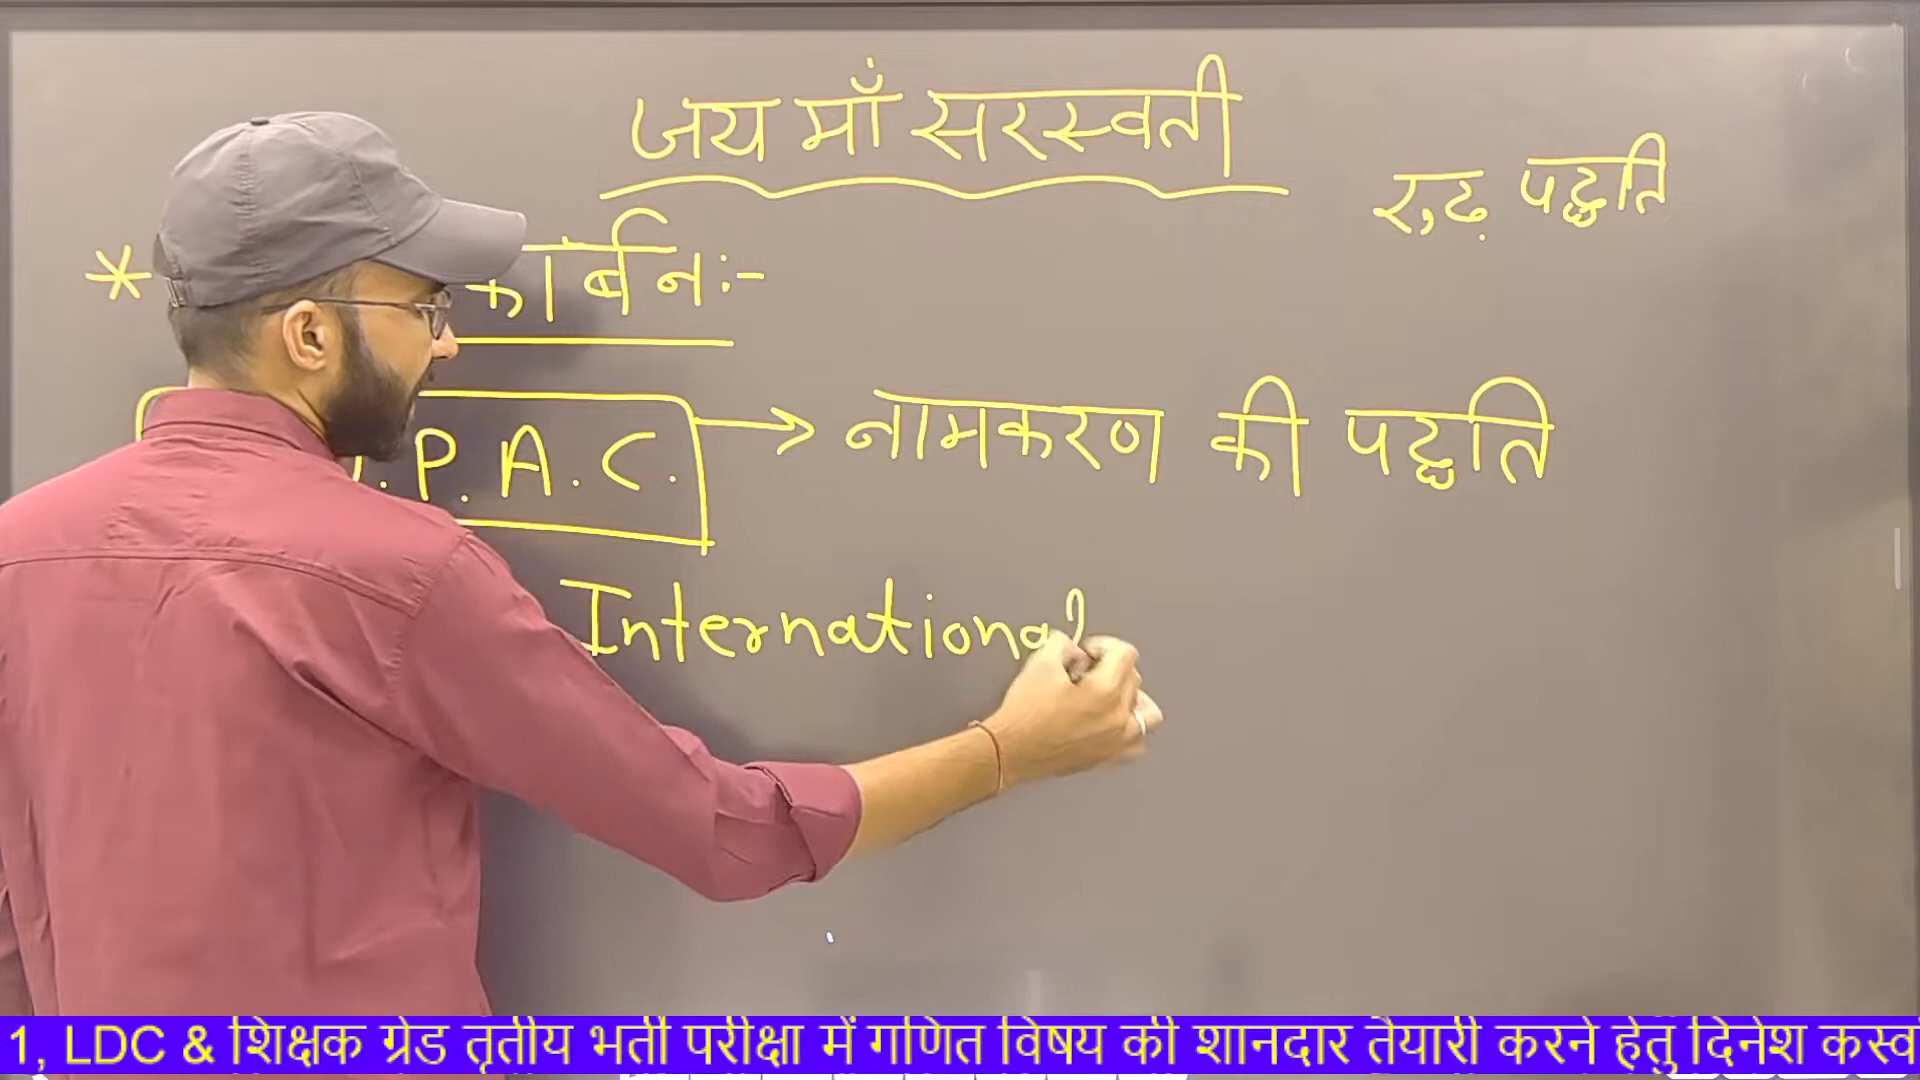 जय माँ सरस्वती
रुढ़ पद्धति
* कार्बनः-
.P.A.C. → नामकरण की पद्धति
International
1, LDC & शिक्षक ग्रेड तृतीय भर्ती परीक्षा में गणित विषय की शानदार तैयारी करने हेतु दिनेश कस्व